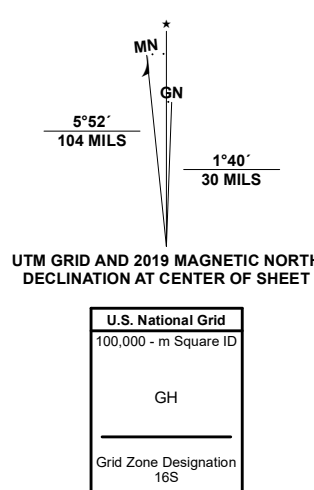 ★
MN
GN
5°52´
104 MILS
1°40´
30 MILS
UTM GRID AND 2019 MAGNETIC NORTH
DECLINATION AT CENTER OF SHEET
U.S. National Grid
100,000 - m Square ID
GH
Grid Zone Designation
16S